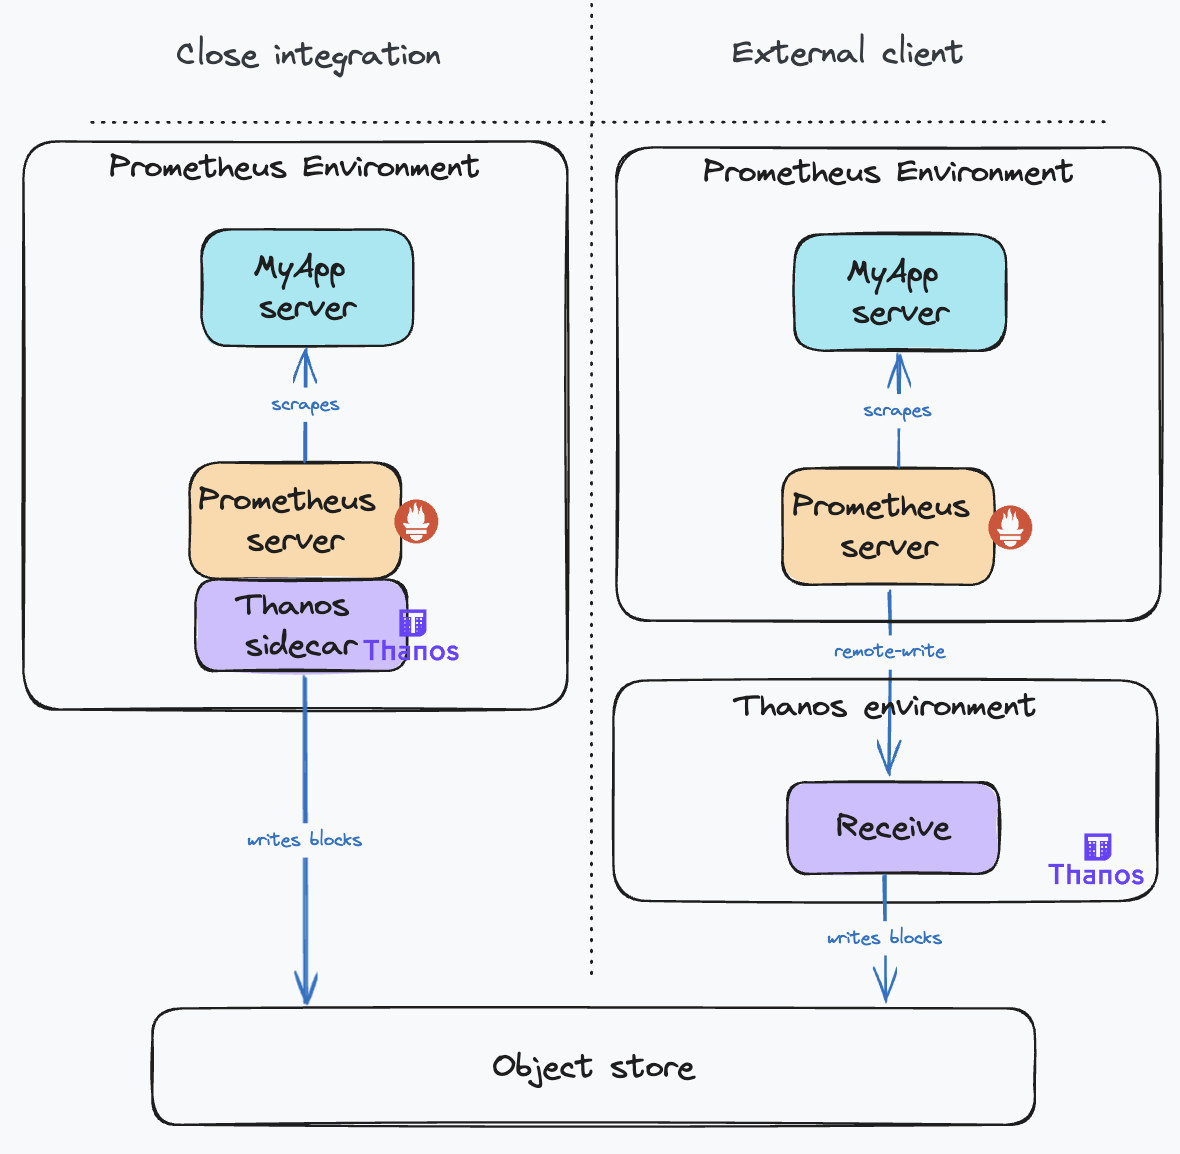 Close integration
External client
Prometheus Environment
MyApp
server
scrapes
Prometheus
server
Thanos
sidecar
Thanos
writes blocks
Prometheus Environment
MyApp
server
scrapes
Prometheus
server
remote-write
Thanos environment
Receive
Thanos
writes blocks
Object store